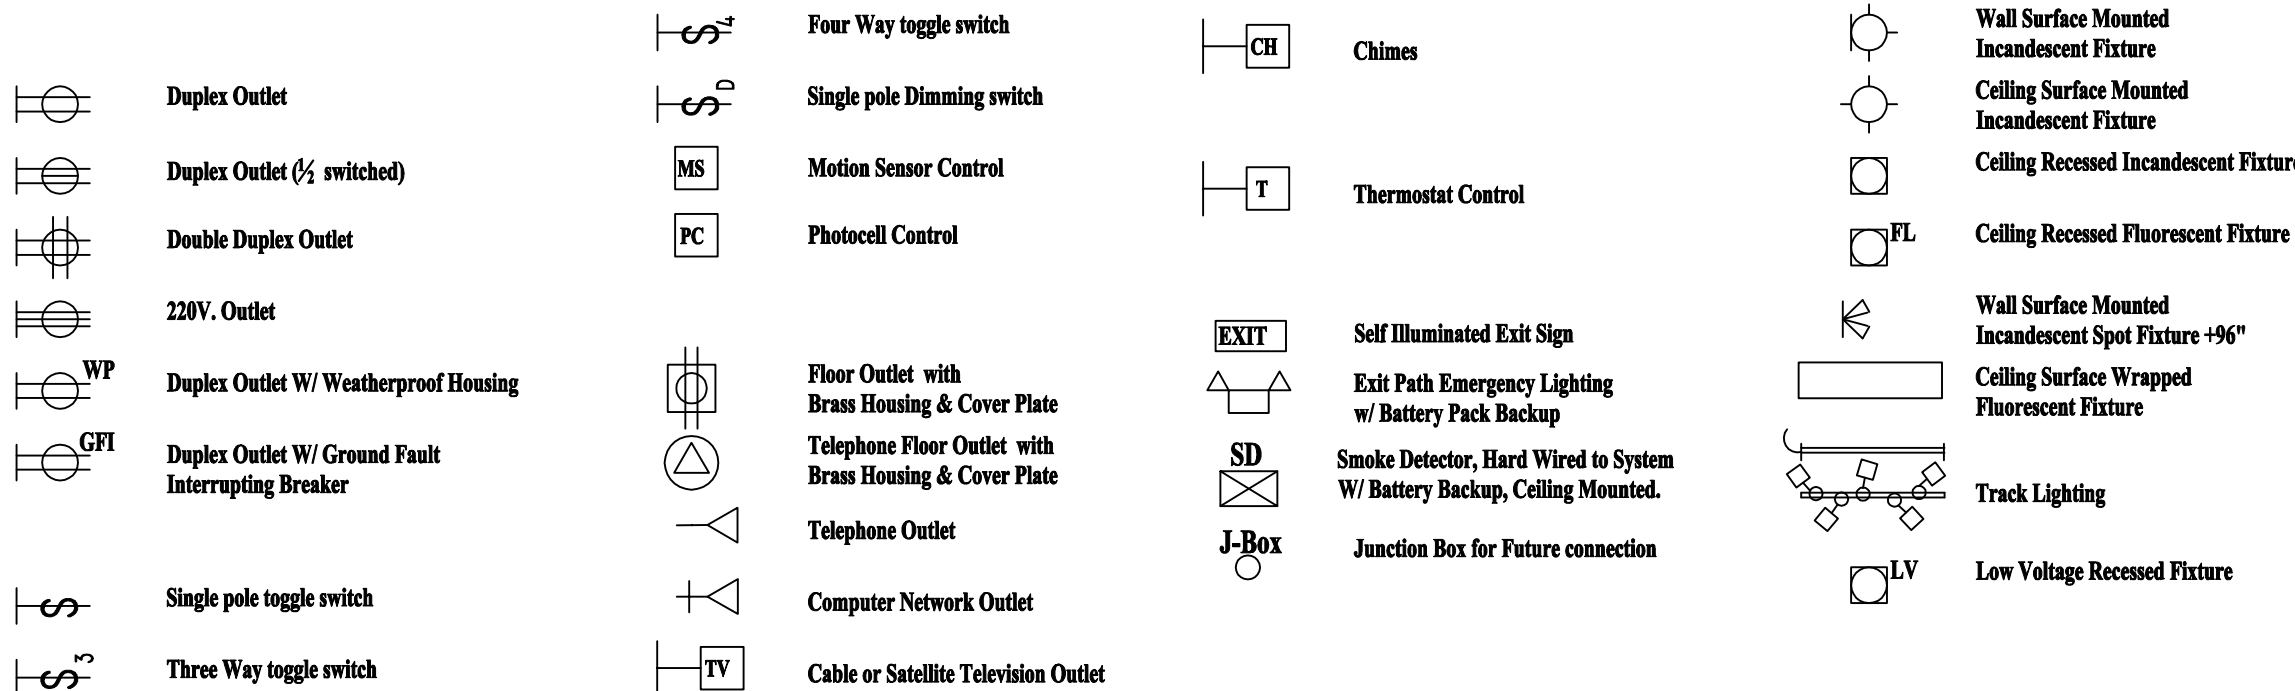 Duplex Outlet
Duplex Outlet (½ switched)
Double Duplex Outlet
220V. Outlet
WP
Duplex Outlet W/ Weatherproof Housing
GFI
Duplex Outlet W/ Ground Fault
Interrupting Breaker
S
Single pole toggle switch
S3
Three Way toggle switch
S4
Four Way toggle switch
SD
Single pole Dimming switch
MS
Motion Sensor Control
PC
Photocell Control
Floor Outlet with
Brass Housing & Cover Plate
Telephone Floor Outlet with
Brass Housing & Cover Plate
Telephone Outlet
Computer Network Outlet
TV
Cable or Satellite Television Outlet
CH
Chimes
T
Thermostat Control
EXIT
Self Illuminated Exit Sign
Exit Path Emergency Lighting
w/ Battery Pack Backup
SD
Smoke Detector, Hard Wired to System
W/ Battery Backup, Ceiling Mounted.
J-Box
Junction Box for Future connection
Wall Surface Mounted
Incandescent Fixture
Ceiling Surface Mounted
Incandescent Fixture
Ceiling Recessed Incandescent Fixture
FL
Ceiling Recessed Fluorescent Fixture
Wall Surface Mounted
Incandescent Spot Fixture +96"
Ceiling Surface Wrapped
Fluorescent Fixture
Track Lighting
LV
Low Voltage Recessed Fixture